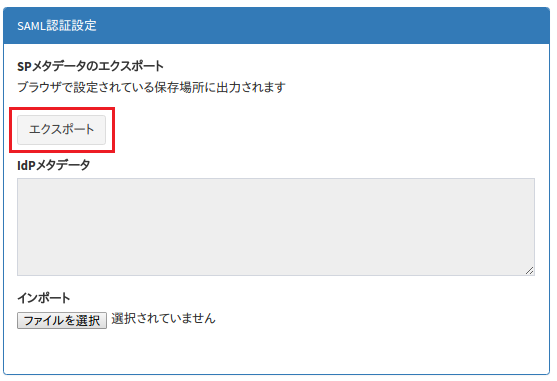 SAML認証設定
SPメタデータのエクスポート
ブラウザで設定されている保存場所に出力されます
エクスポート
IdPメタデータ
インポート
ファイルを選択 選択されていません